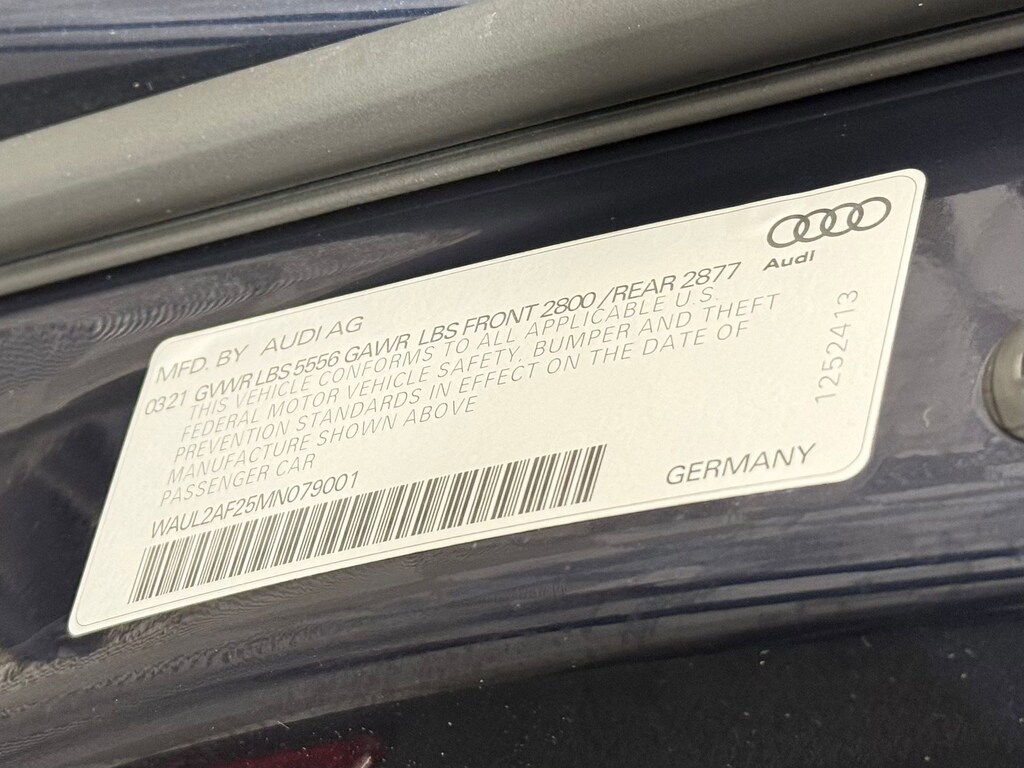 Audi
MFD. BY AUDI AG
0321 GVWR LBS 5556 GAWR LBS FRONT 2800 /REAR 2877
THIS VEHICLE CONFORMS TO ALL APPLICABLE U.S.
FEDERAL MOTOR VEHICLE SAFETY, BUMPER AND THEFT
PREVENTION STANDARDS IN EFFECT ON THE DATE OF
MANUFACTURE SHOWN ABOVE
PASSENGER CAR
WAUL2AF25MN079001
GERMANY
1252413